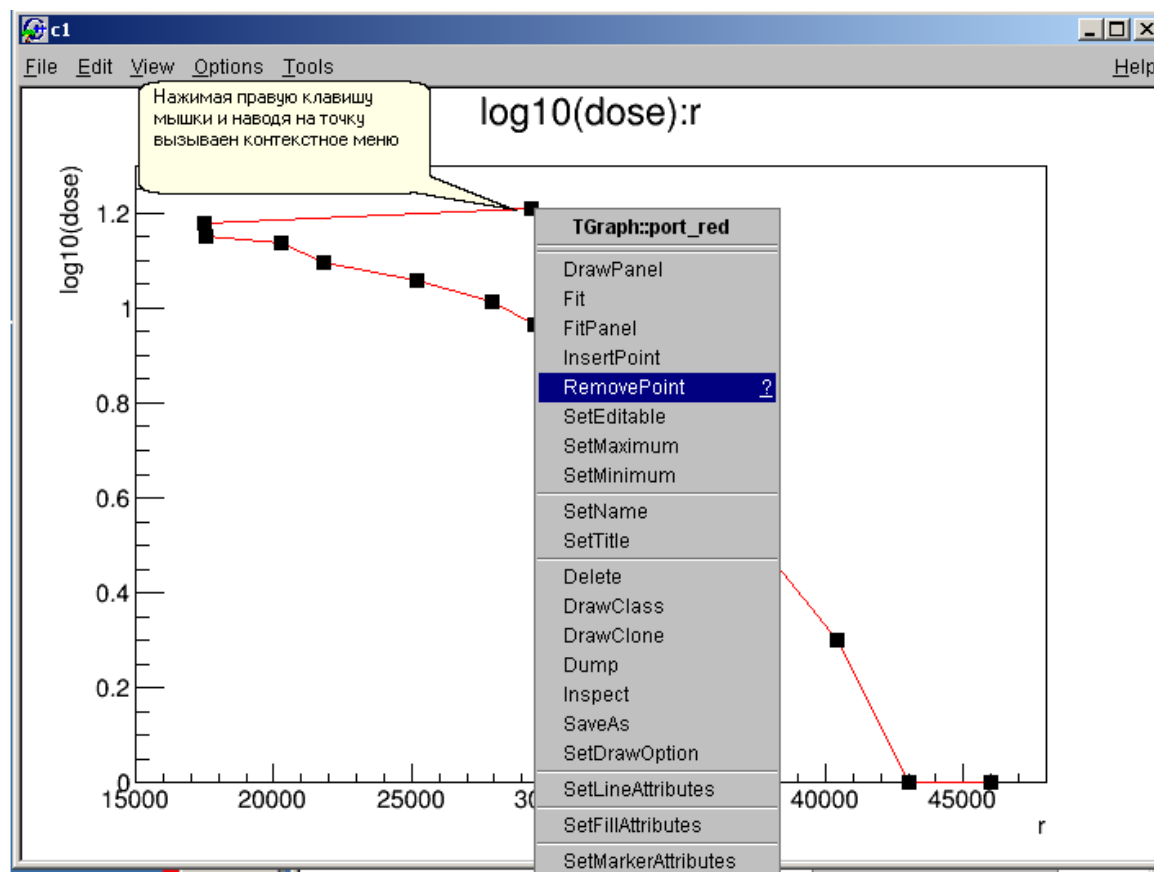 c1
File Edit View Options Tools Help
Нажимая правую клавишу
мышки и наводя на точку
вызываен контекстное меню
log10(dose):r
log10(dose)
1.2
1
0.8
0.6
0.4
0.2
0
TGraph::port_red
DrawPanel
Fit
FitPanel
InsertPoint
RemovePoint ?
SetEditable
SetMaximum
SetMinimum
SetName
SetTitle
Delete
DrawClass
DrawClone
Dump
Inspect
SaveAs
SetDrawOption
SetLineAttributes
SetFillAttributes
SetMarkerAttributes
15000 20000 25000 40000 45000
r